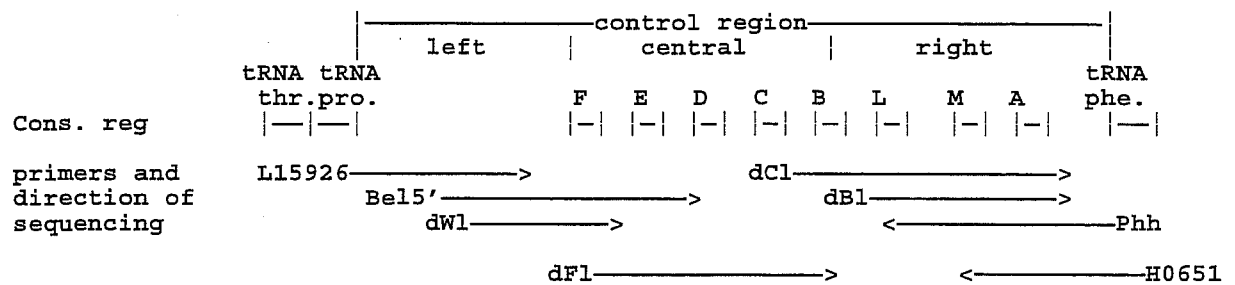 control region
left central right
tRNA tRNA tRNA
thr. pro. F E D C B L M A phe.
Cons. reg
primers and L15926 dCl
direction of Bel5' dBl
sequencing dWl Phh
dFl H0651